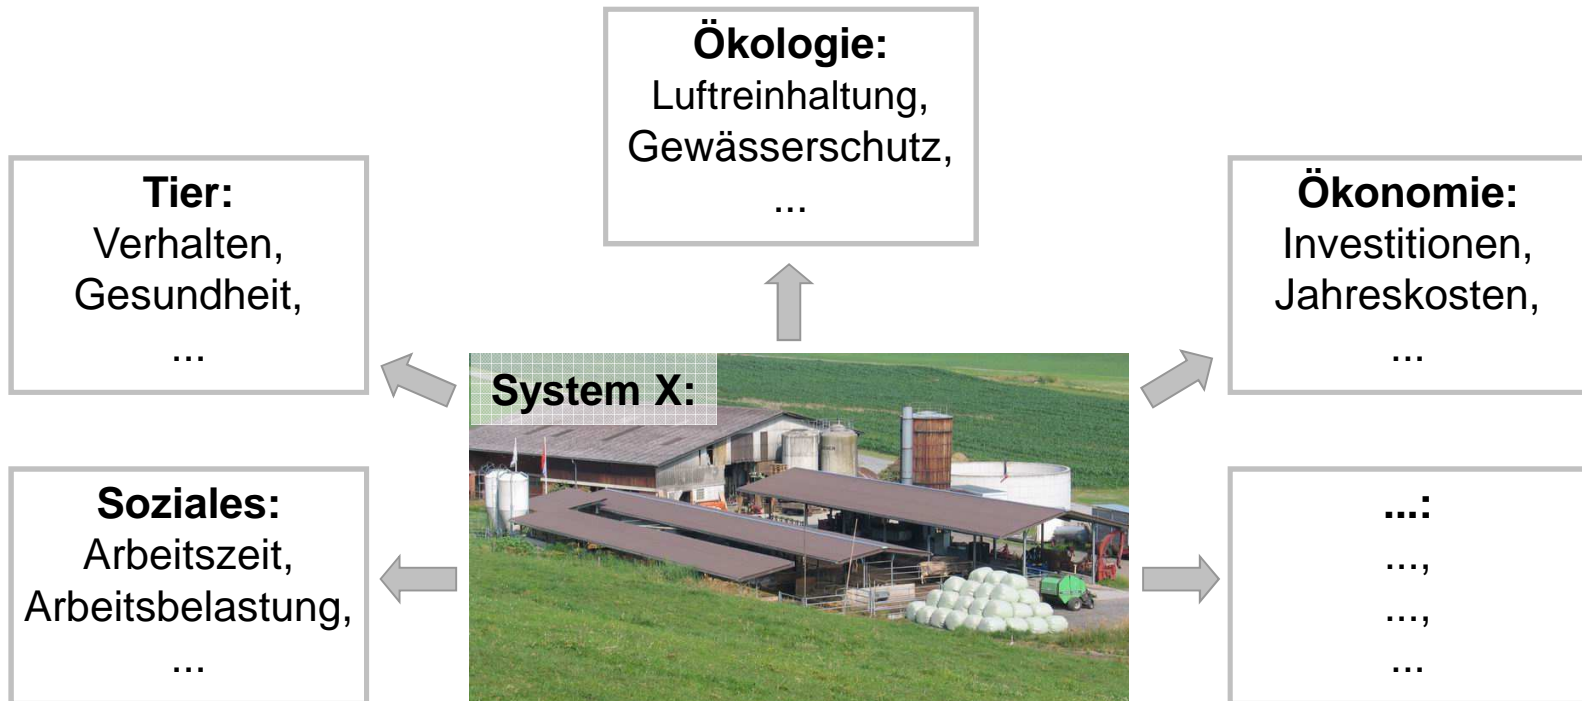 Ökologie:
Luftreinhaltung,
Gewässerschutz,
...
Tier:
Verhalten,
Gesundheit,
...
Ökonomie:
Investitionen,
Jahreskosten,
...
System X:
Soziales:
Arbeitszeit,
Arbeitsbelastung,
...
...:
...,
...,
...